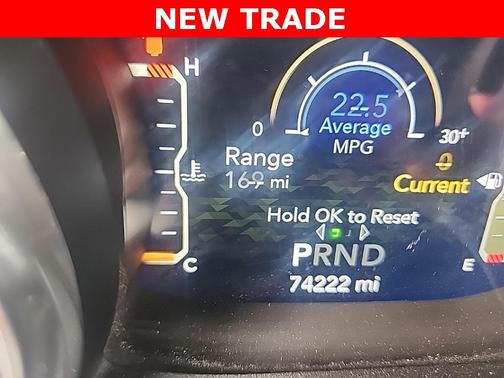 NEW TRADE
H
22.5
Average
MPG
0
30+
0
Current
Range
169 mi
Hold OK to Reset
PRND
C
E
74222 mi